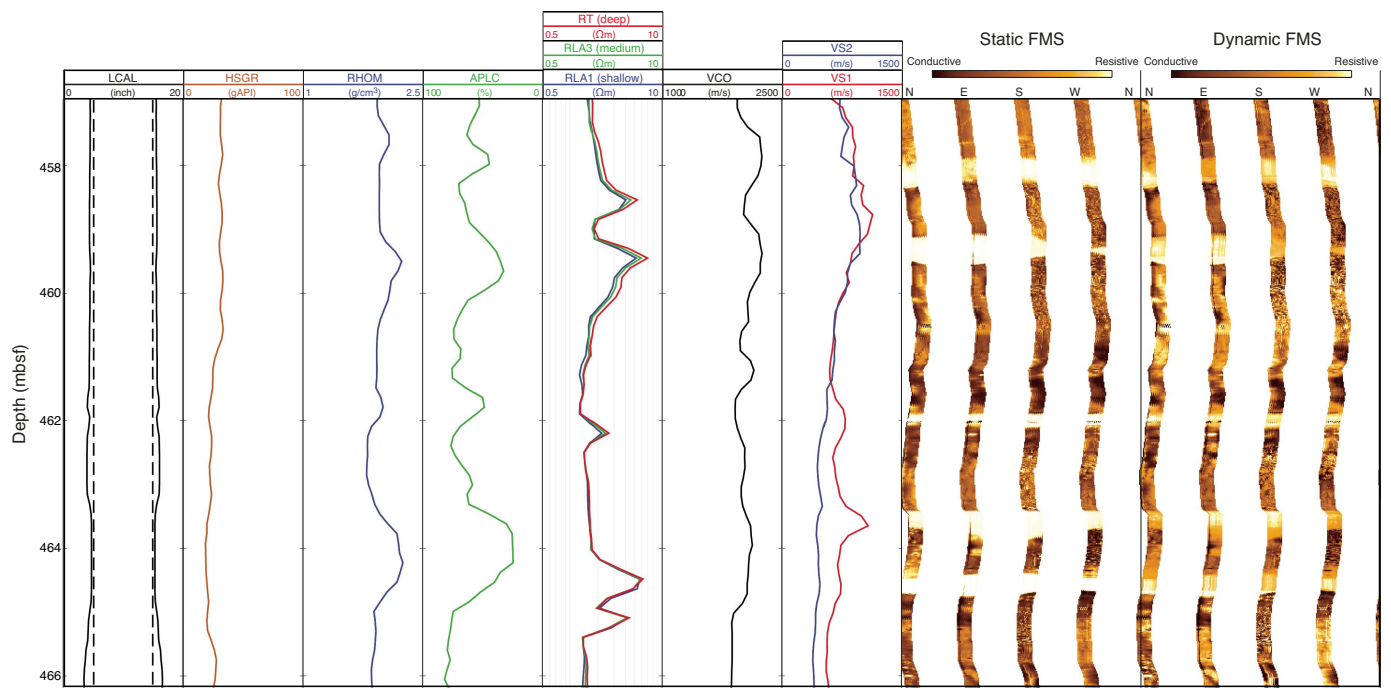 RT (deep)
0.5 (Ωm) 10
RLA3 (medium)
0.5 (Ωm) 10
VS2
0 (m/s) 1500
Static FMS
Dynamic FMS
Conductive Resistive
Conductive Resistive
LCAL
0 (inch) 20
HSGR
0 (gAPI) 100
RHOM
1 (g/cm³) 2.5
APLC
100 (%) 0
RLA1 (shallow)
0.5 (Ωm) 10
VCO
1000 (m/s) 2500
VS1
0 (m/s) 1500
N E S W N
N E S W N
458
460
Depth (mbsf)
462
464
466